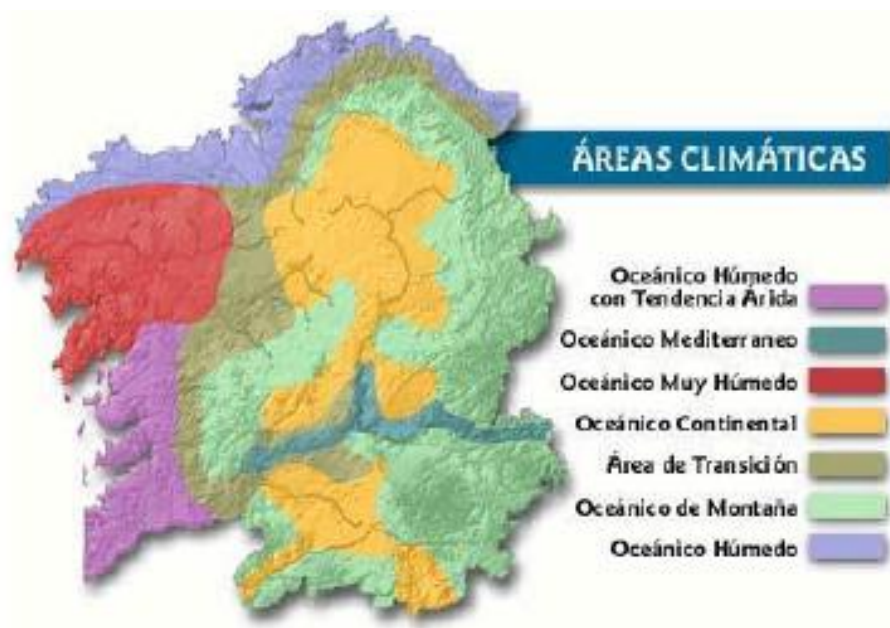 ÁREAS CLIMÁTICAS
Oceánico Húmedo
con Tendencia Árida
Oceánico Mediterraneo
Oceánico Muy Húmedo
Oceánico Continental
Área de Transición
Oceánico de Montaña
Oceánico Húmedo